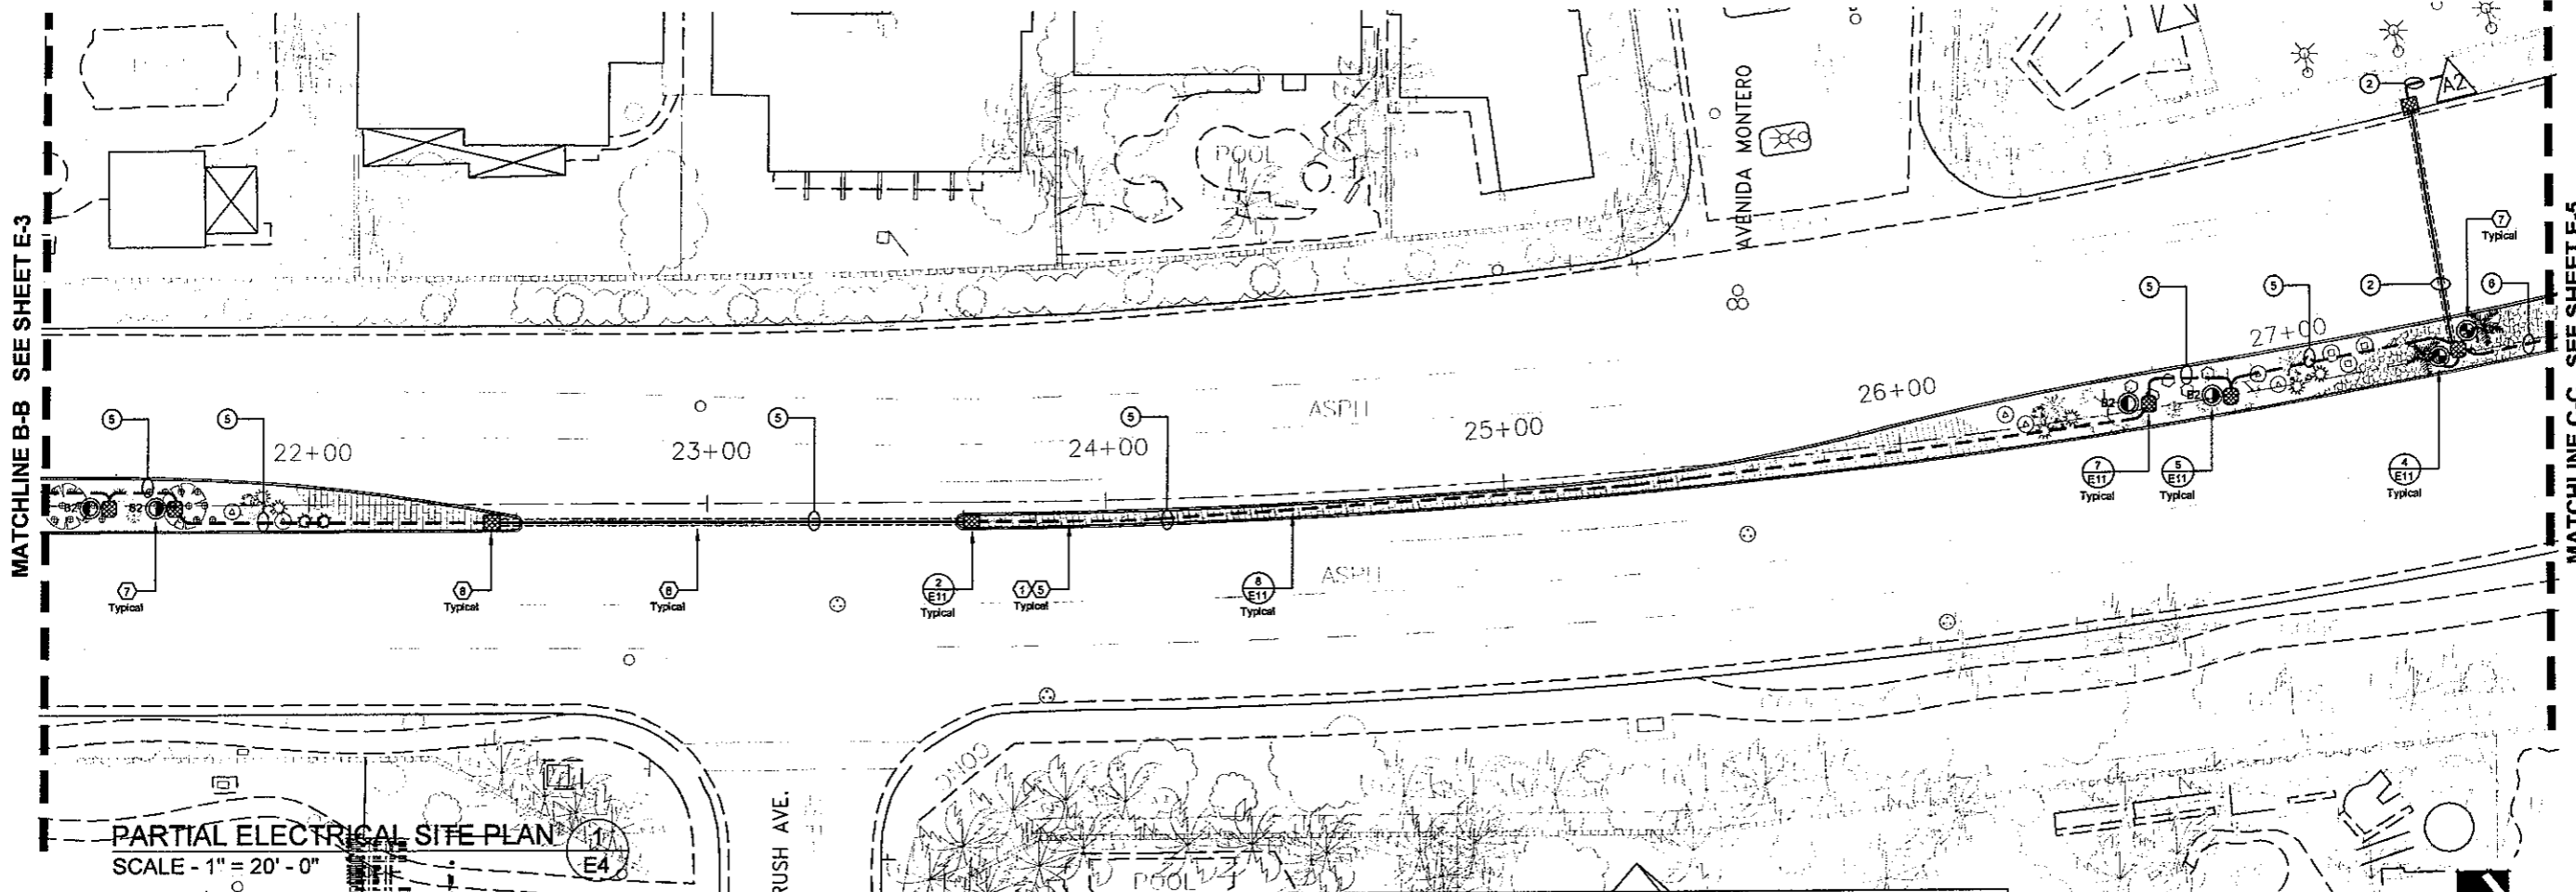 MATCHLINE B-B SEE SHEET E-3
AVENIDA MONTERO
POOL
2
A2
7
Typical
5
5
2
6
27+00
26+00
ASPH
25+00
24+00
23+00
22+00
5
5
5
5
B2
B2
B2
B2
7
Typical
8
Typical
8
Typical
2
E11
Typical
1 5
Typical
8
E11
Typical
ASPH
7
E11
Typical
5
E11
Typical
4
E11
Typical
MATCHLINE C-C SEE SHEET E-5
PARTIAL ELECTRICAL SITE PLAN
1
E4
SCALE - 1" = 20' - 0"
RUSH AVE.
CONC
POOL